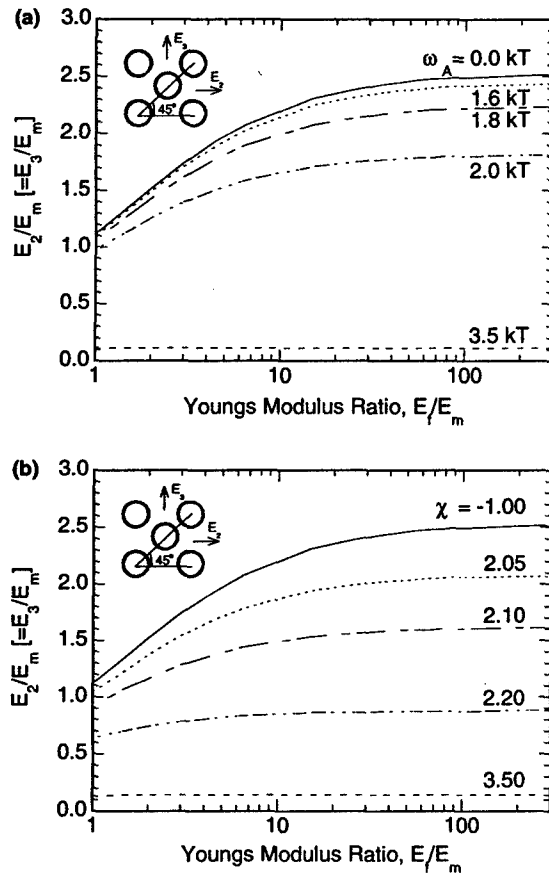 (a)
3.0
2.5
2.0
1.5
1.0
0.5
0.0
E2/Em [=E3/Em]
E3
E2
45°
ωA = 0.0 kT
1.6 kT
1.8 kT
2.0 kT
3.5 kT
1 10 100
Youngs Modulus Ratio, Ef/Em
(b)
3.0
2.5
2.0
1.5
1.0
0.5
0.0
E2/Em [=E3/Em]
E3
E2
45°
χ = -1.00
2.05
2.10
2.20
3.50
1 10 100
Youngs Modulus Ratio, Ef/Em